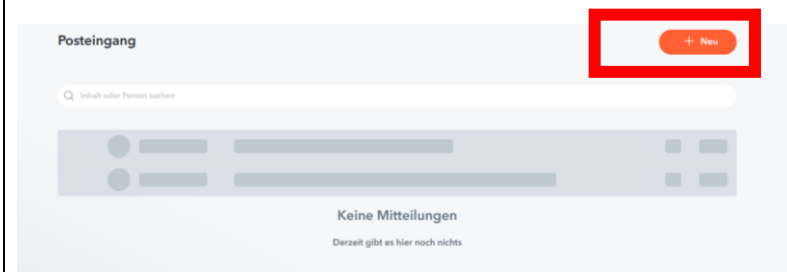 Posteingang
+ Neu
Inhalt oder Person suchen
Keine Mitteilungen
Derzeit gibt es hier noch nichts